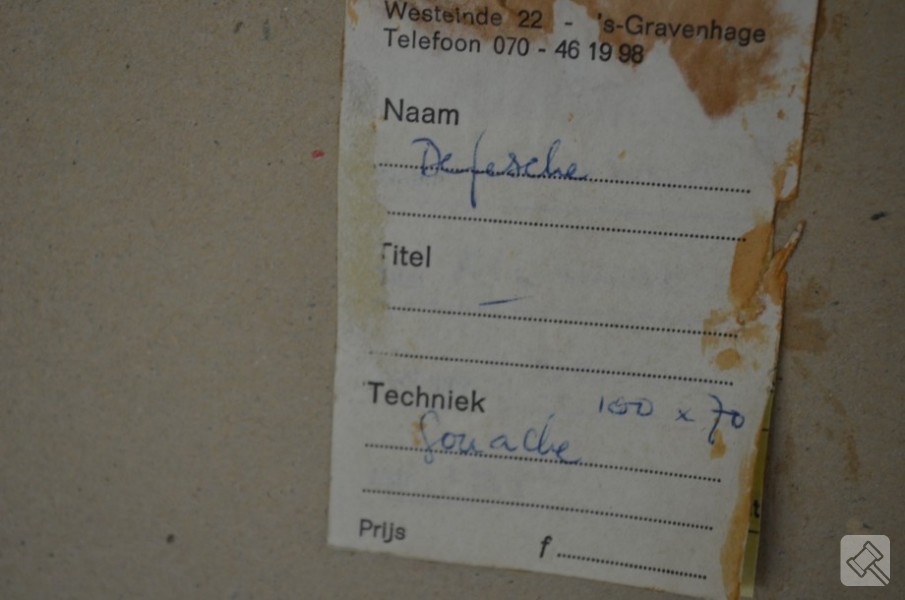 Westeinde 22 - 's-Gravenhage
Telefoon 070 - 46 19 98
Naam
Defesche
Titel
-
Techniek 100 x 70
Gouache
Prijs f